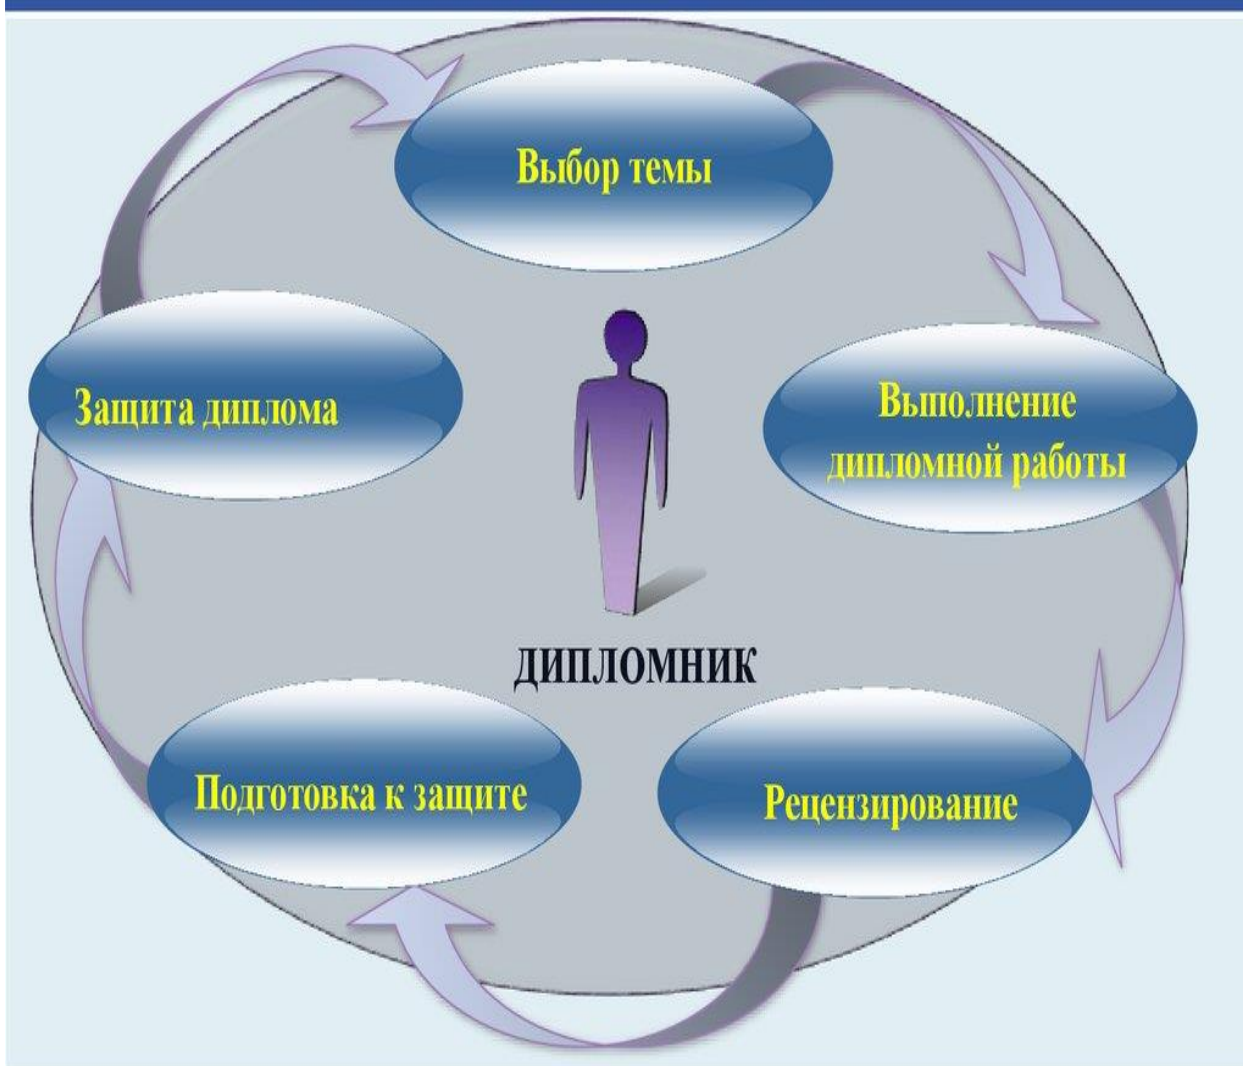 Выбор темы
Защита диплома
Выполнение
дипломной работы
ДИПЛОМНИК
Подготовка к защите
Рецензирование